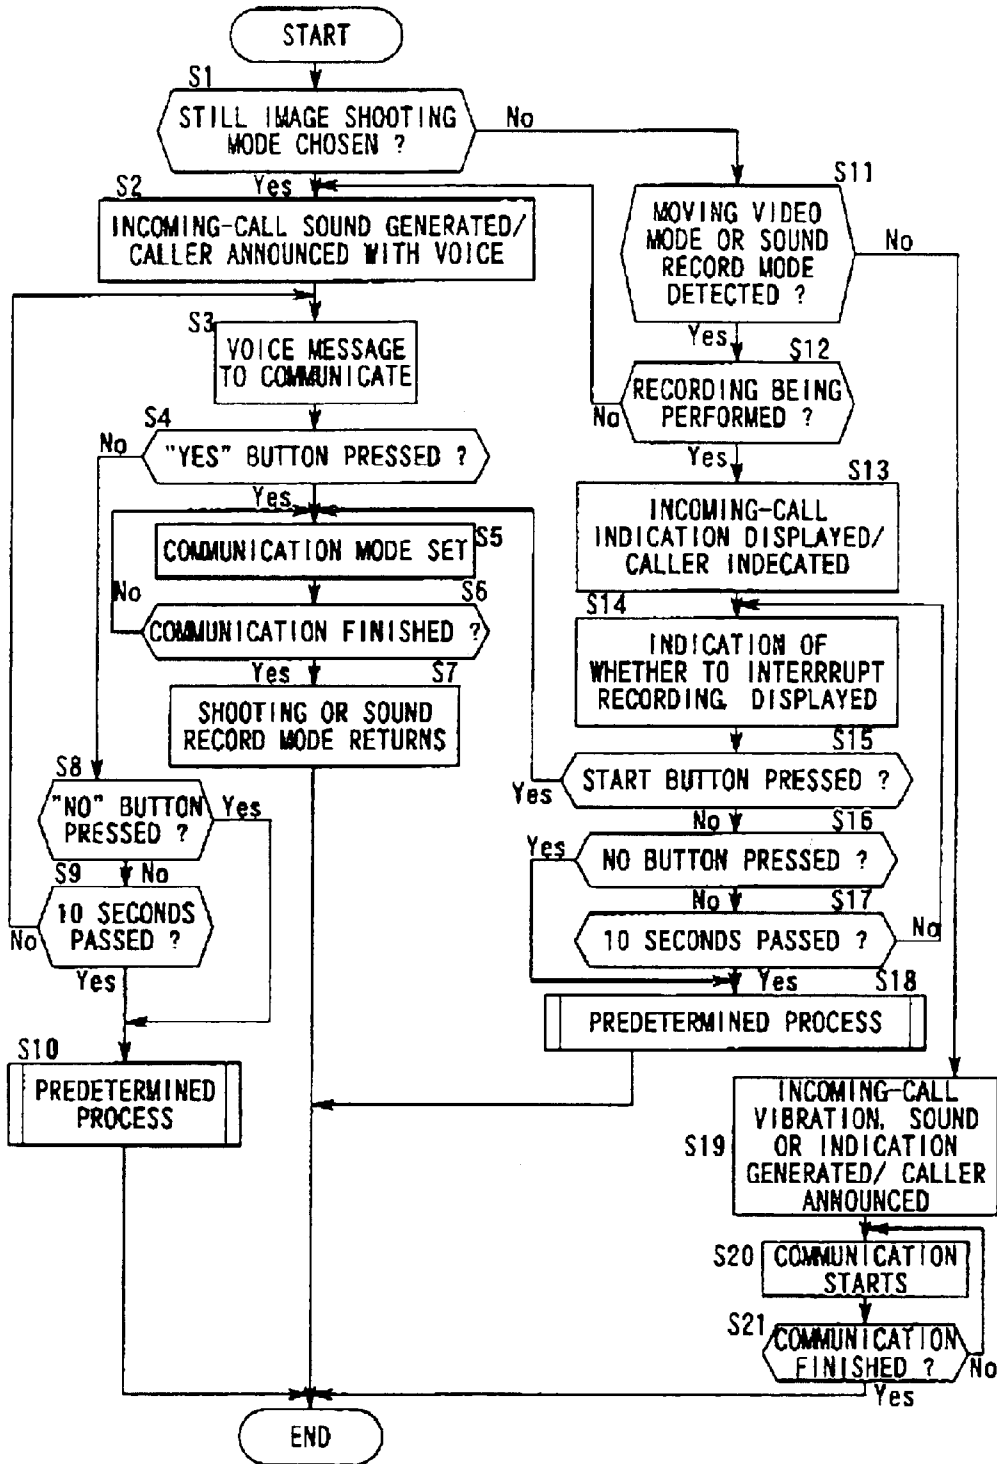 START
S1
STILL IMAGE SHOOTING
MODE CHOSEN ?
No
Yes
S2
INCOMING-CALL SOUND GENERATED/
CALLER ANNOUNCED WITH VOICE
S11
MOVING VIDEO
MODE OR SOUND
RECORD MODE
DETECTED ?
No
Yes
S3
VOICE MESSAGE
TO COMMUNICATE
S12
RECORDING BEING
PERFORMED ?
No
Yes
S4
"YES" BUTTON PRESSED ?
No
Yes
S13
INCOMING-CALL
INDICATION DISPLAYED/
CALLER INDECATED
COMMUNICATION MODE SET
S5
No
S6
COMMUNICATION FINISHED ?
Yes
S14
INDICATION OF
WHETHER TO INTERRRUPT
RECORDING, DISPLAYED
S7
SHOOTING OR SOUND
RECORD MODE RETURNS
S15
START BUTTON PRESSED ?
Yes
No
S8
"NO" BUTTON
PRESSED ?
Yes
No
S16
NO BUTTON PRESSED ?
Yes
No
S9
10 SECONDS
PASSED ?
No
Yes
S17
10 SECONDS PASSED ?
No
Yes
S18
PREDETERMINED PROCESS
S10
PREDETERMINED
PROCESS
S19
INCOMING-CALL
VIBRATION, SOUND
OR INDICATION
GENERATED/ CALLER
ANNOUNCED
S20
COMMUNICATION
STARTS
S21
COMMUNICATION
FINISHED ?
No
Yes
END